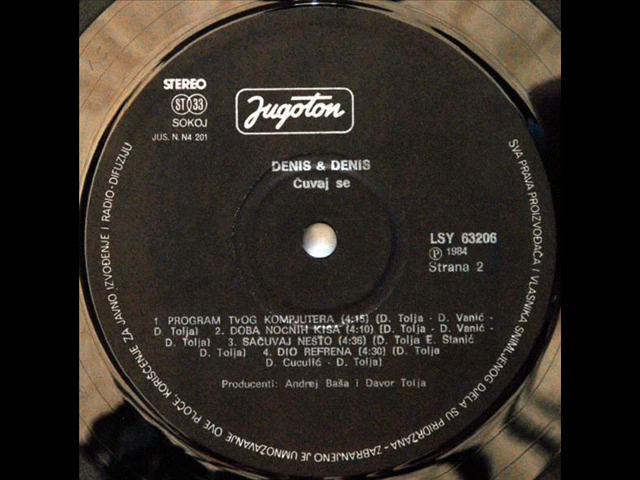 STEREO
ST 33
SOKOJ
JUS. N. N4 201
Jugoton
DENIS & DENIS
Čuvaj se
LSY 63206
Ⓟ 1984
Strana 2
1. PROGRAM TVOG KOMPJUTERA (4:15) (D. Tolja - D. Vanić -
D. Tolja) 2. DOBA NOĆNIH KIŠA (4:10) (D. Tolja - D. Vanić -
- D. Tolja) 3. SAČUVAJ NEŠTO (4:36) (D. Tolja E. Stanić
D. Tolja) 4. DIO REFRENA (4:30) (D. Tolja
D. Cuculić - D. Tolja)
Producenti: Andrej Baša i Davor Tolja
SVA PRAVA PROIZVOĐAČA I VLASNIKA SNIMLJENOG DJELA SU PRIDRŽANA - ZABRANJENO JE UMNOŽAVANJE OVE PLOČE, KORIŠĆENJE ZA JAVNO IZVOĐENJE I RADIO-DIFUZIJU